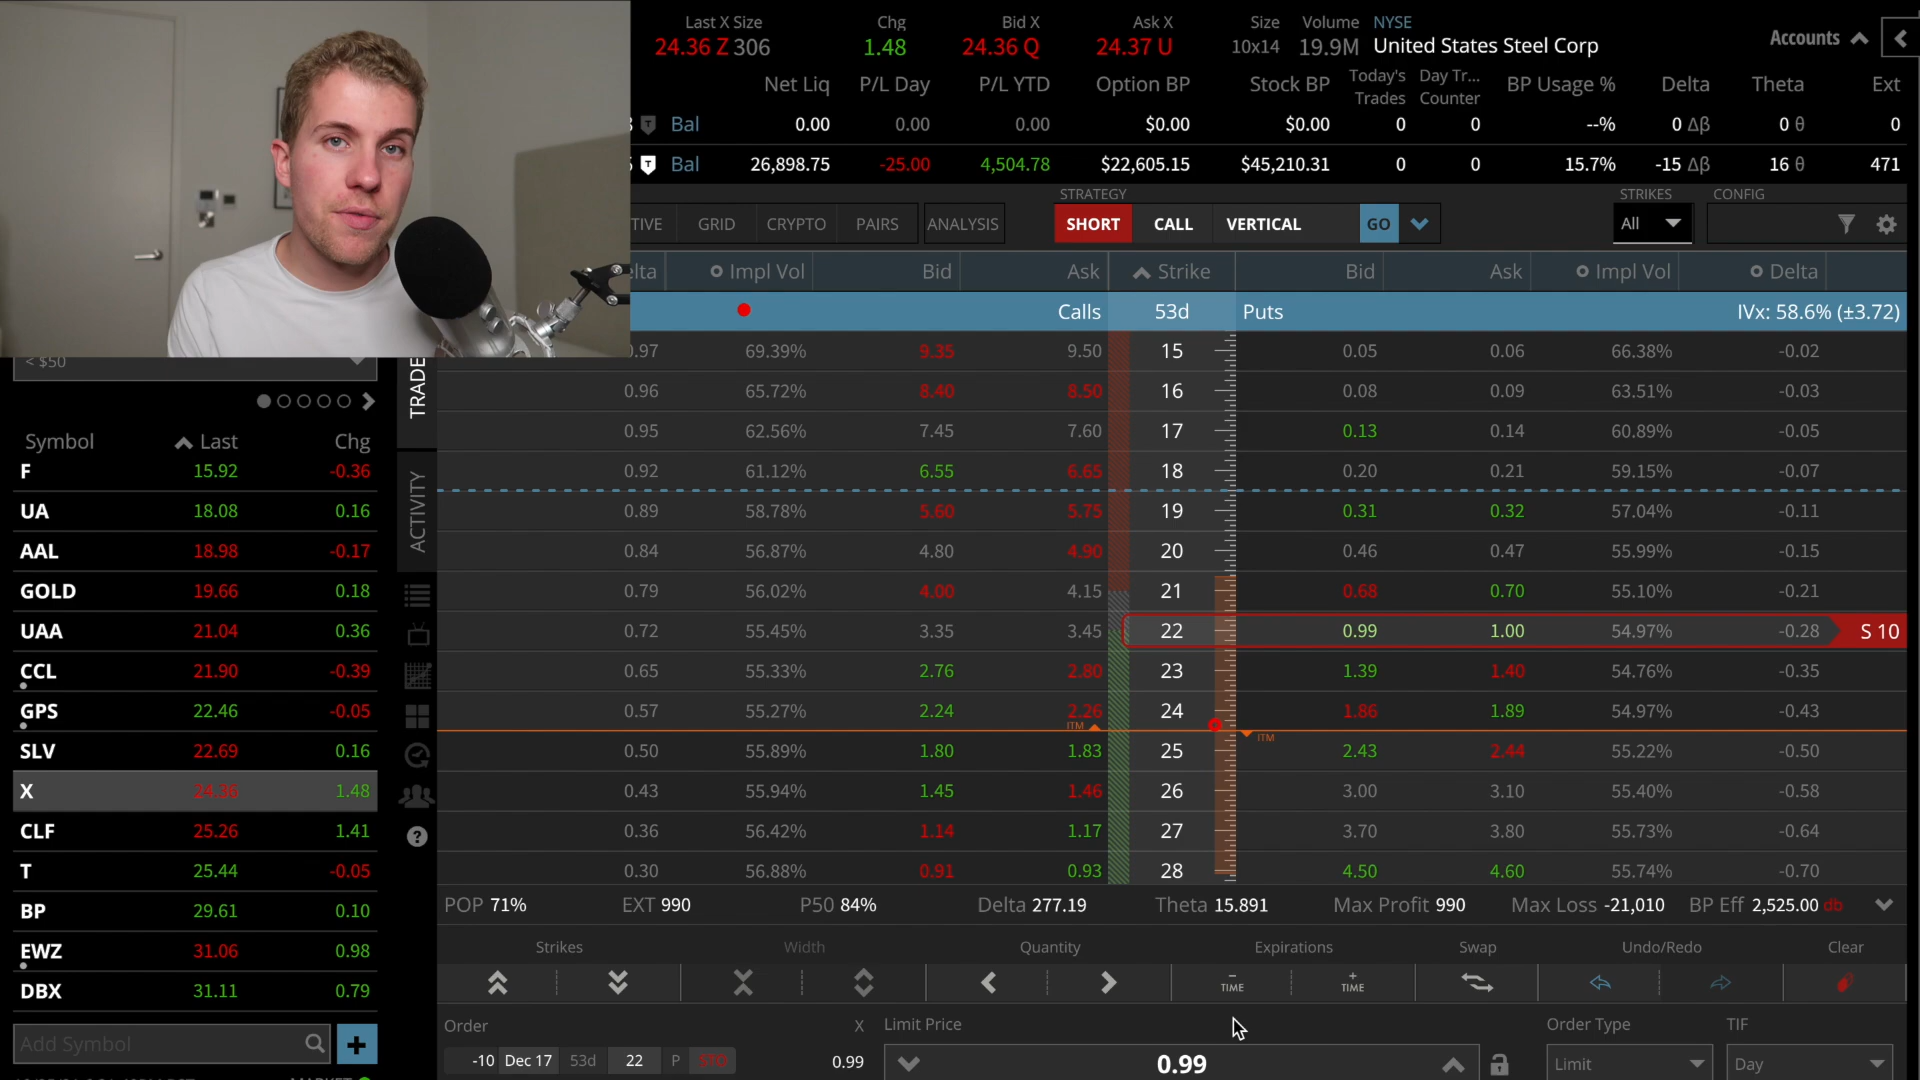 Last X Size Chg Bid X Ask X Size Volume NYSE
24.36 Z 306 1.48 24.36 Q 24.37 U 10x14 19.9M United States Steel Corp Accounts
Net Liq P/L Day P/L YTD Option BP Stock BP Today's Trades Day Tr... Counter BP Usage % Delta Theta Ext
Bal 0.00 0.00 0.00 $0.00 $0.00 0 0 --% 0 Δβ 0 θ 0
Bal 26,898.75 -25.00 4,504.78 $22,605.15 $45,210.31 0 0 15.7% -15 Δβ 16 θ 471
STRATEGY STRIKES CONFIG
TIVE GRID CRYPTO PAIRS ANALYSIS SHORT CALL VERTICAL GO All
elta Impl Vol Bid Ask Strike Bid Ask Impl Vol Delta
Calls 53d Puts IVx: 58.6% (±3.72)
0.97 69.39% 9.35 9.50 15 0.05 0.06 66.38% -0.02
0.96 65.72% 8.40 8.50 16 0.08 0.09 63.51% -0.03
0.95 62.56% 7.45 7.60 17 0.13 0.14 60.89% -0.05
0.92 61.12% 6.55 6.65 18 0.20 0.21 59.15% -0.07
0.89 58.78% 5.60 5.75 19 0.31 0.32 57.04% -0.11
0.84 56.87% 4.80 4.90 20 0.46 0.47 55.99% -0.15
0.79 56.02% 4.00 4.15 21 0.68 0.70 55.10% -0.21
0.72 55.45% 3.35 3.45 22 0.99 1.00 54.97% -0.28 S 10
0.65 55.33% 2.76 2.80 23 1.39 1.40 54.76% -0.35
0.57 55.27% 2.24 2.26 24 1.86 1.89 54.97% -0.43
ITM ITM
0.50 55.89% 1.80 1.83 25 2.43 2.44 55.22% -0.50
0.43 55.94% 1.45 1.46 26 3.00 3.10 55.40% -0.58
0.36 56.42% 1.14 1.17 27 3.70 3.80 55.73% -0.64
0.30 56.88% 0.91 0.93 28 4.50 4.60 55.74% -0.70
POP 71% EXT 990 P50 84% Delta 277.19 Theta 15.891 Max Profit 990 Max Loss -21,010 BP Eff 2,525.00 db
Strikes Width Quantity Expirations Swap Undo/Redo Clear
− TIME + TIME
Order X Limit Price Order Type TIF
-10 Dec 17 53d 22 P STO 0.99 0.99 Limit Day
< $50
Symbol Last Chg
F 15.92 -0.36
UA 18.08 0.16
AAL 18.98 -0.17
GOLD 19.66 0.18
UAA 21.04 0.36
CCL 21.90 -0.39
GPS 22.46 -0.05
SLV 22.69 0.16
X 24.36 1.48
CLF 25.26 1.41
T 25.44 -0.05
BP 29.61 0.10
EWZ 31.06 0.98
DBX 31.11 0.79
Add Symbol
TRADE
ACTIVITY